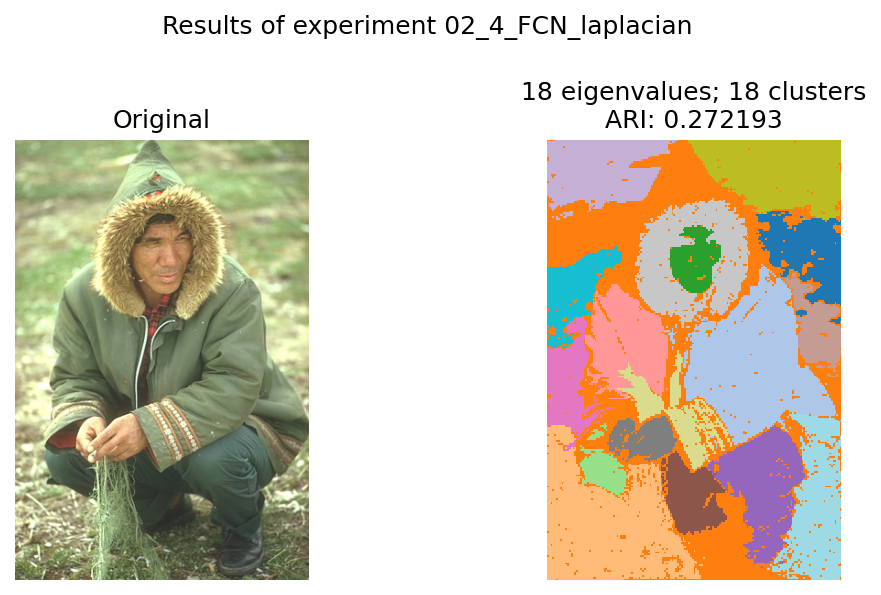 Results of experiment 02_4_FCN_laplacian
Original
18 eigenvalues; 18 clusters
ARI: 0.272193